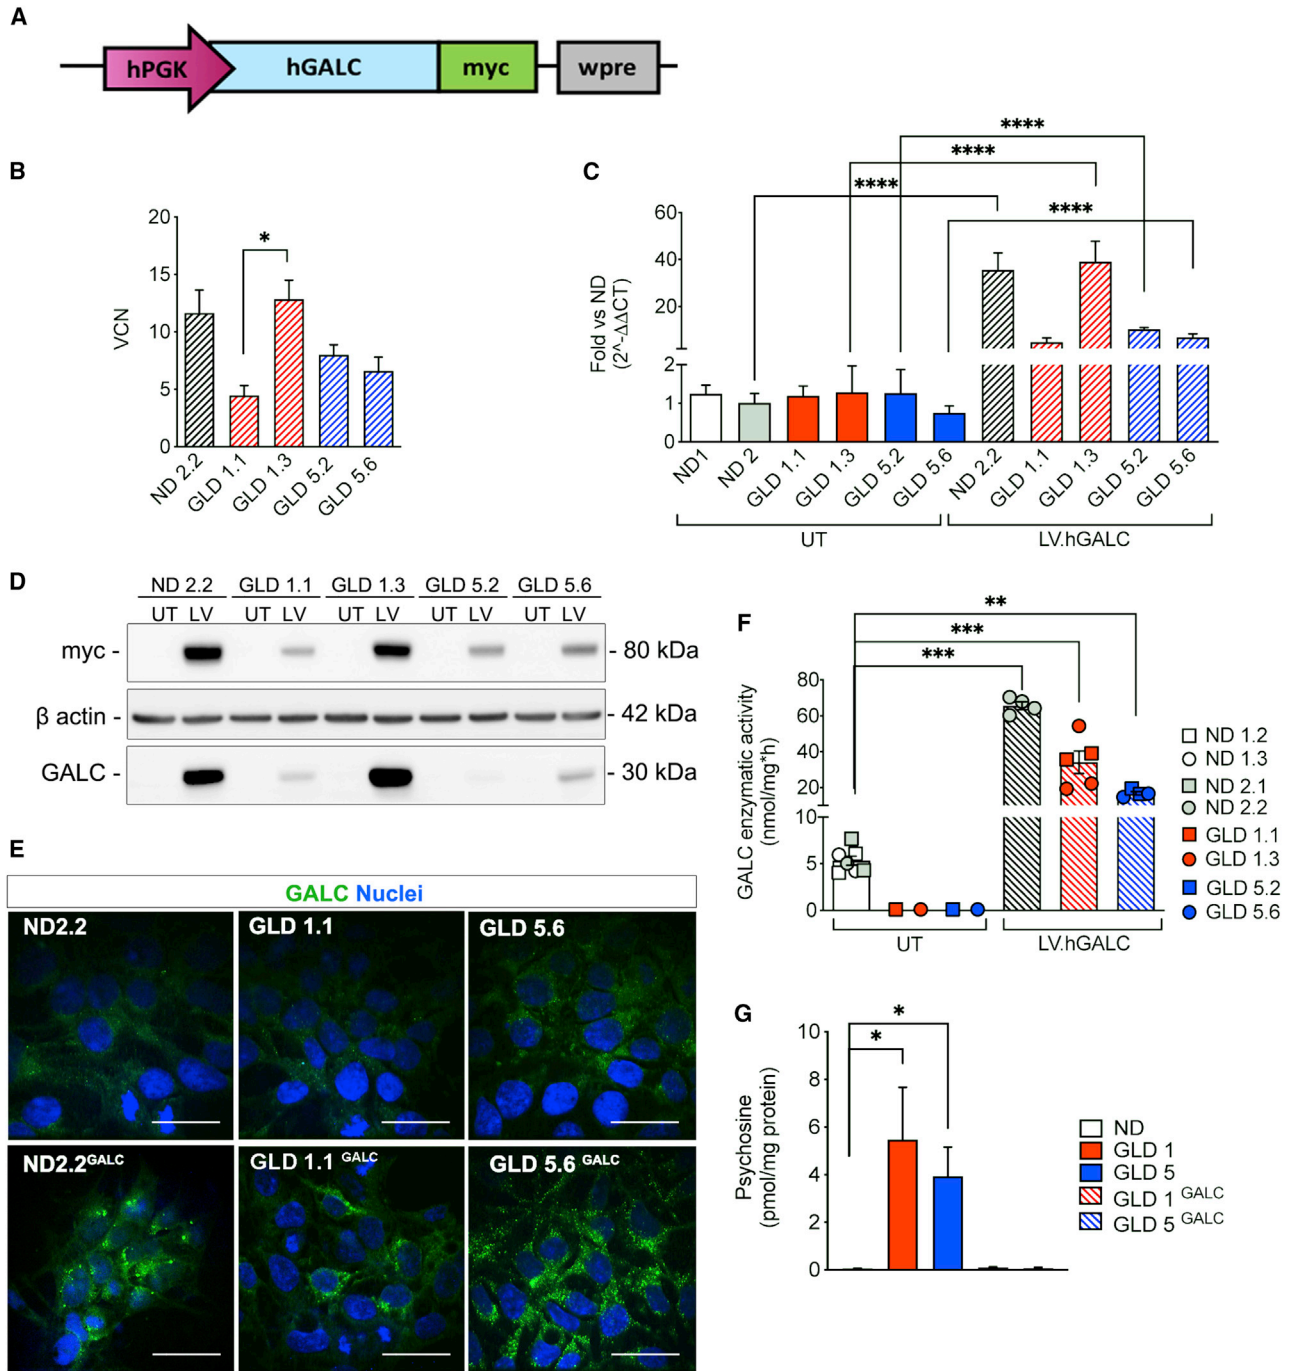 A
hPGK hGALC myc wpre
B
VCN
20
15
10
5
0
*
ND 2.2
GLD 1.1
GLD 1.3
GLD 5.2
GLD 5.6
C
Fold vs ND
(2^-ΔΔCT)
60
40
20
2
1
0
****
****
****
****
ND1
ND 2
GLD 1.1
GLD 1.3
GLD 5.2
GLD 5.6
ND 2.2
GLD 1.1
GLD 1.3
GLD 5.2
GLD 5.6
UT
LV.hGALC
D
ND 2.2 GLD 1.1 GLD 1.3 GLD 5.2 GLD 5.6
UT LV UT LV UT LV UT LV UT LV
myc - - 80 kDa
β actin - - 42 kDa
GALC - - 30 kDa
E
GALC Nuclei
ND2.2 GLD 1.1 GLD 5.6
ND2.2GALC GLD 1.1 GALC GLD 5.6 GALC
F
GALC enzymatic activity
(nmol/mg*h)
80
60
40
20
10
5
0
**
***
***
UT
LV.hGALC
ND 1.2
ND 1.3
ND 2.1
ND 2.2
GLD 1.1
GLD 1.3
GLD 5.2
GLD 5.6
G
Psychosine
(pmol/mg protein)
10
8
6
4
2
0
*
*
ND
GLD 1
GLD 5
GLD 1 GALC
GLD 5 GALC